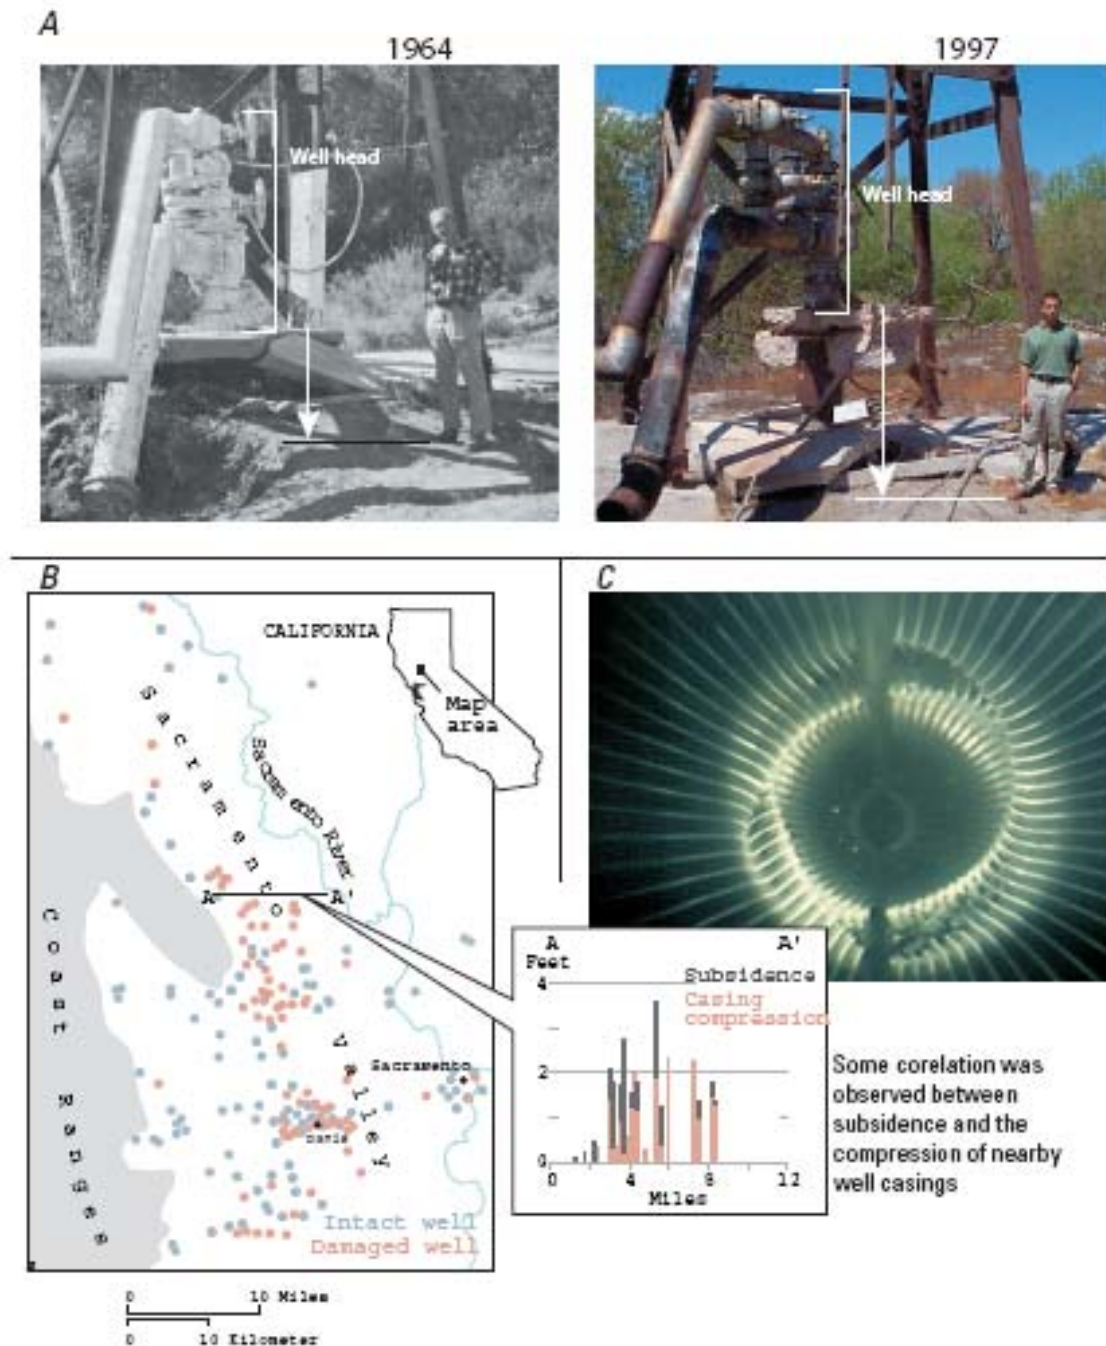 A
1964
1997
Well head
Well head
B
CALIFORNIA
Map
area
Sacramento
Valley
Sacramento River
Coast Ranges
A
A'
Sacramento
Davis
Intact well
Damaged well
0 10 Miles
0 10 Kilometer
C
A A'
Feet
Subsidence
Casing
compression
4
2
0
0 4 8 12
Miles
Some corelation was
observed between
subsidence and the
compression of nearby
well casings